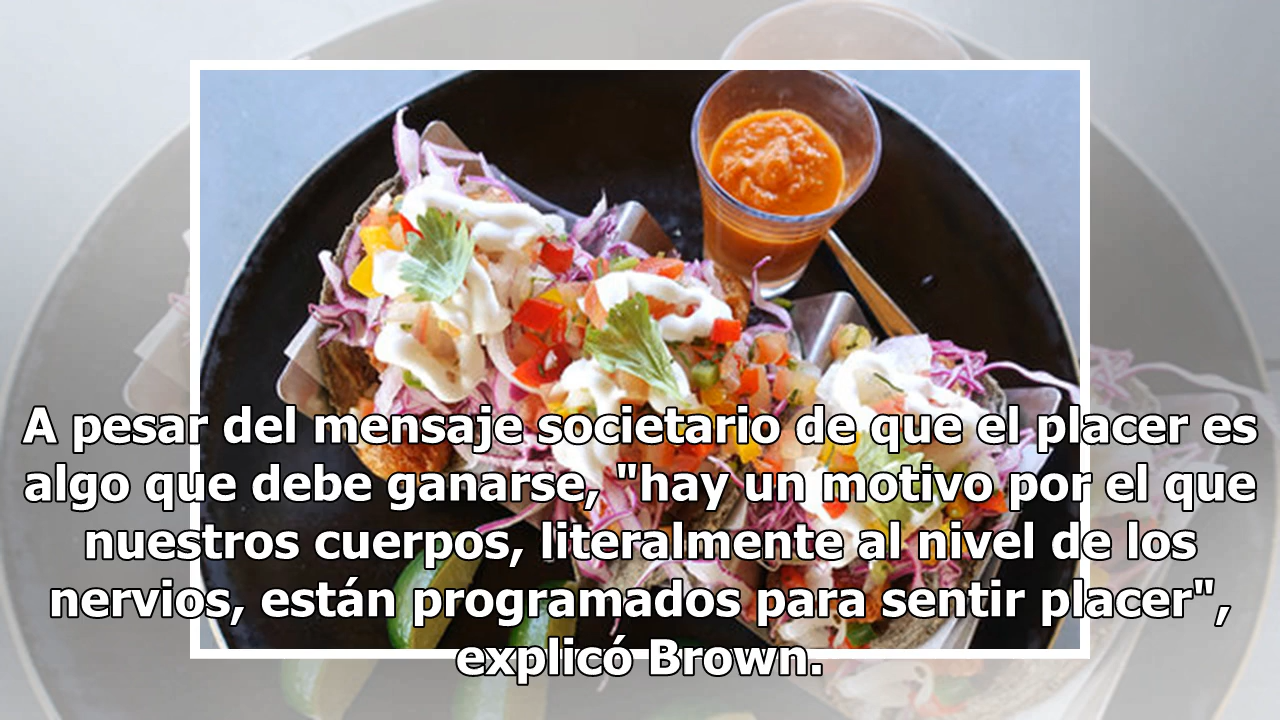 A pesar del mensaje societario de que el placer es
algo que debe ganarse, "hay un motivo por el que
nuestros cuerpos, literalmente al nivel de los
nervios, están programados para sentir placer",
explicó Brown.